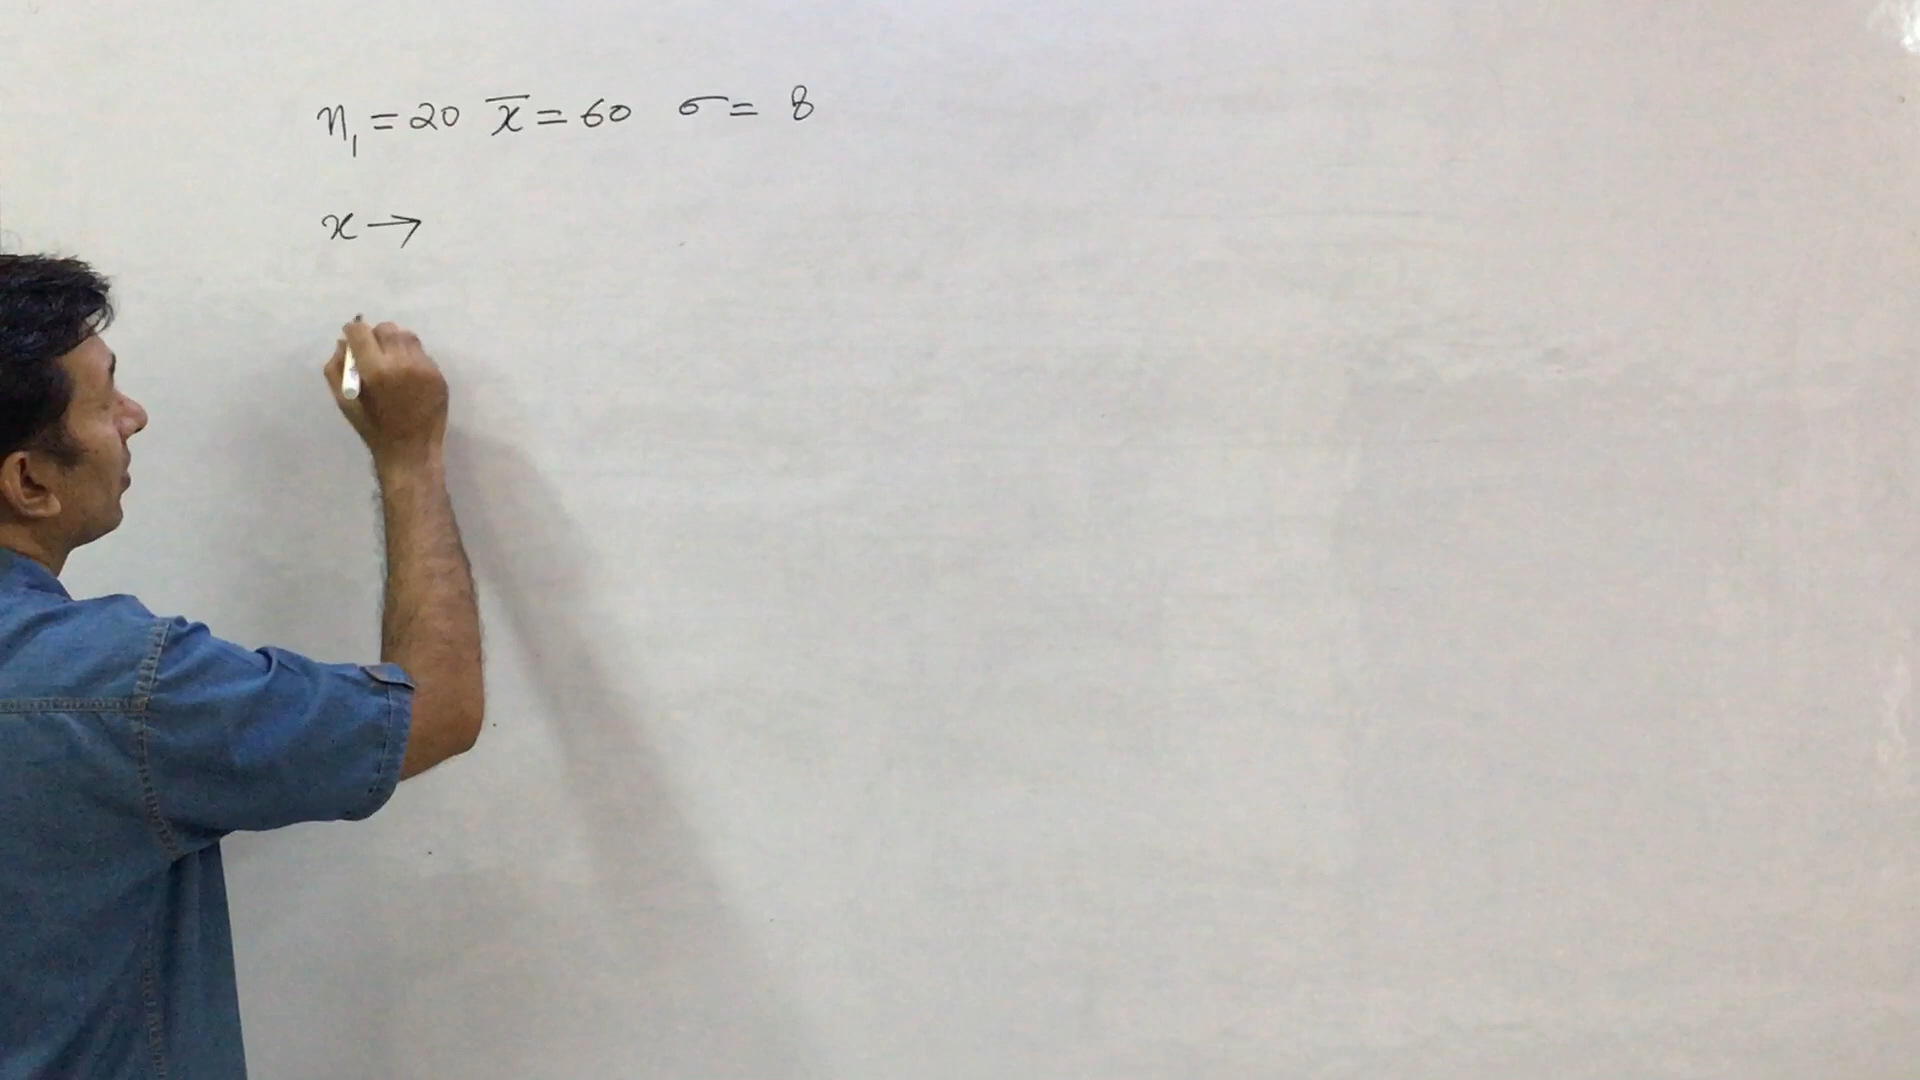 n₁ = 20 x̅ = 60 σ = 8
x →